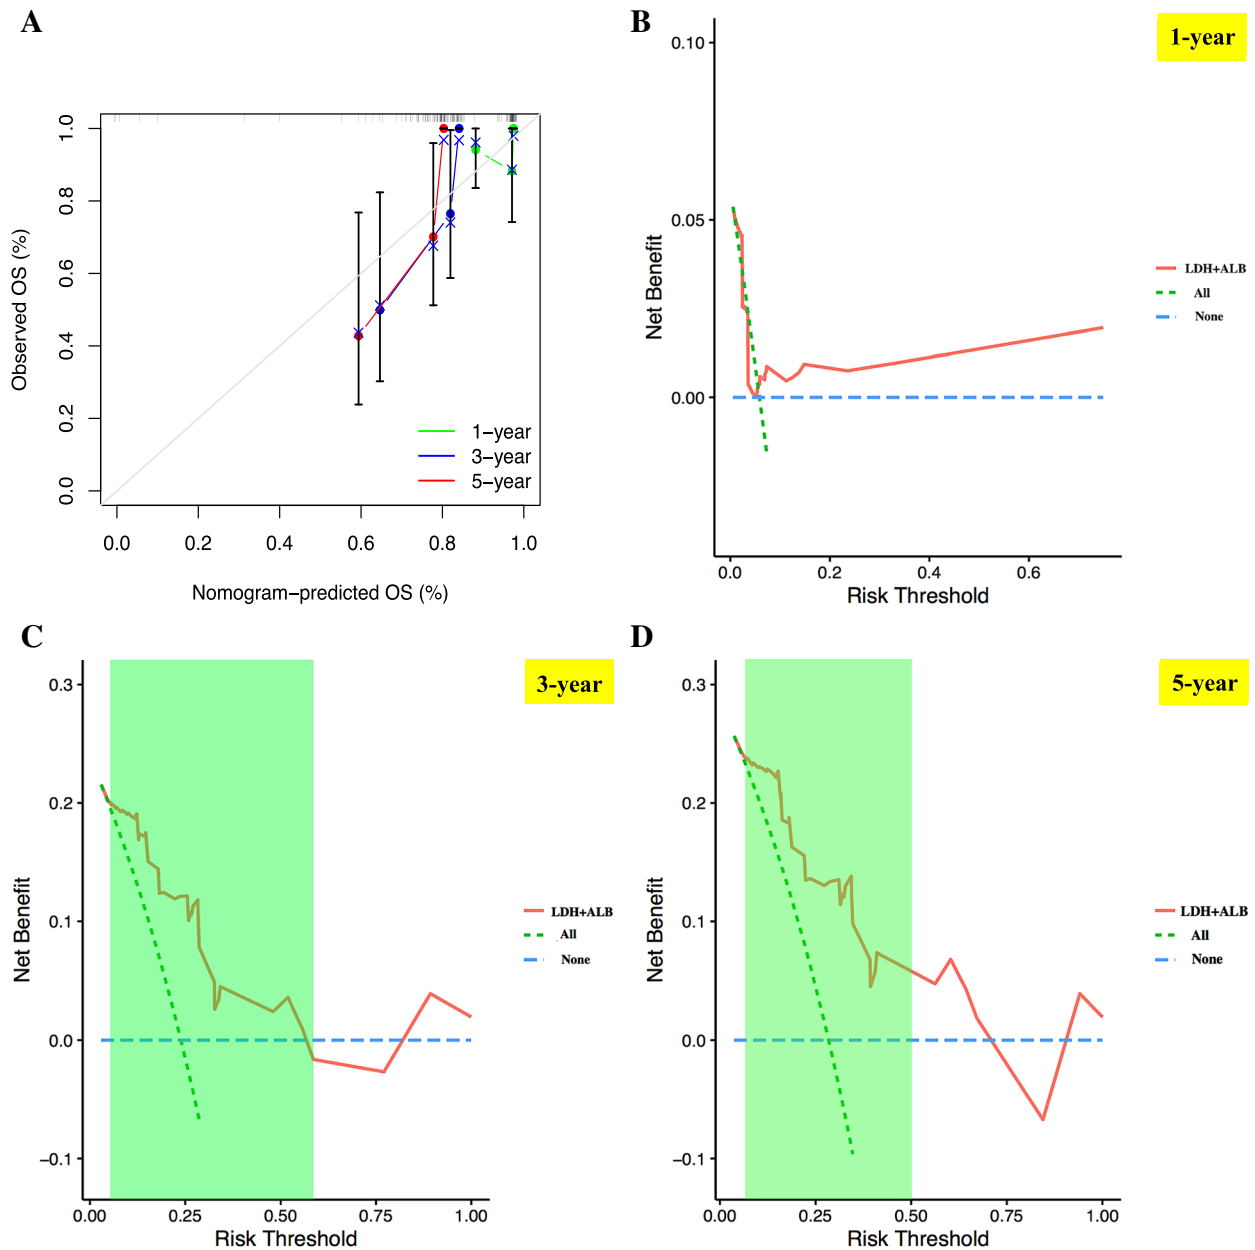 A
1.0
0.8
0.6
0.4
0.2
0.0
Observed OS (%)
1−year
3−year
5−year
0.0 0.2 0.4 0.6 0.8 1.0
Nomogram−predicted OS (%)
B
1-year
0.10
0.05
0.00
Net Benefit
LDH+ALB
All
None
0.0 0.2 0.4 0.6
Risk Threshold
C
3-year
0.3
0.2
0.1
0.0
−0.1
Net Benefit
LDH+ALB
All
None
0.00 0.25 0.50 0.75 1.00
Risk Threshold
D
5-year
0.3
0.2
0.1
0.0
−0.1
Net Benefit
LDH+ALB
All
None
0.00 0.25 0.50 0.75 1.00
Risk Threshold